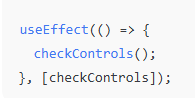 useEffect(() => {
  checkControls();
}, [checkControls]);